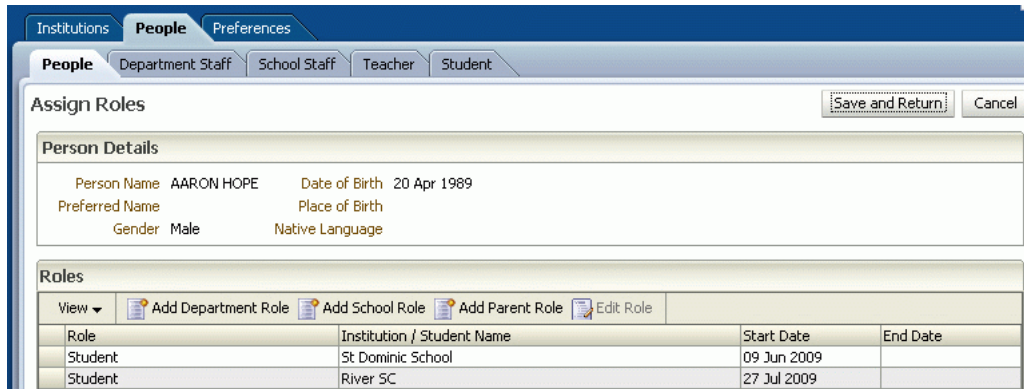 Institutions People Preferences
People Department Staff School Staff Teacher Student
Assign Roles Save and Return Cancel
Person Details
Person Name AARON HOPE Date of Birth 20 Apr 1989
Preferred Name Place of Birth
Gender Male Native Language
Roles
View Add Department Role Add School Role Add Parent Role Edit Role
Role Institution / Student Name Start Date End Date
Student St Dominic School 09 Jun 2009
Student River SC 27 Jul 2009